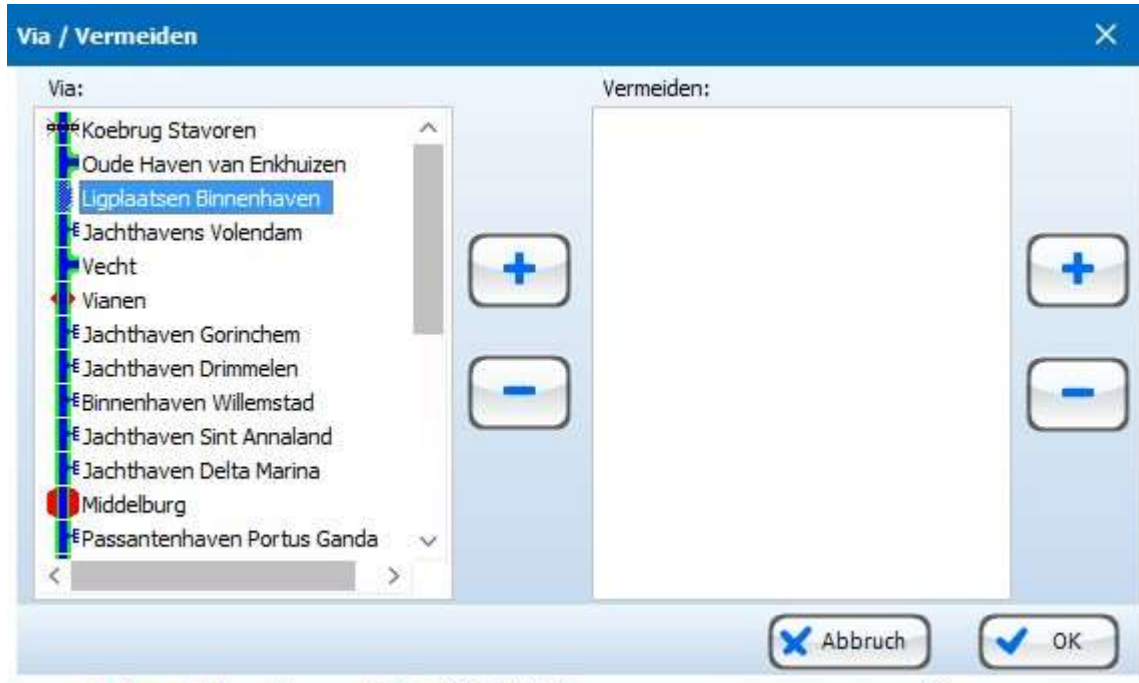 Via / Vermeiden
Via:
Vermeiden:
Koebrug Stavoren
Oude Haven van Enkhuizen
Ligplaatsen Binnenhaven
Jachthavens Volendam
Vecht
Vianen
Jachthaven Gorinchem
Jachthaven Drimmelen
Binnenhaven Willemstad
Jachthaven Sint Annaland
Jachthaven Delta Marina
Middelburg
Passantenhaven Portus Ganda
Abbruch
OK